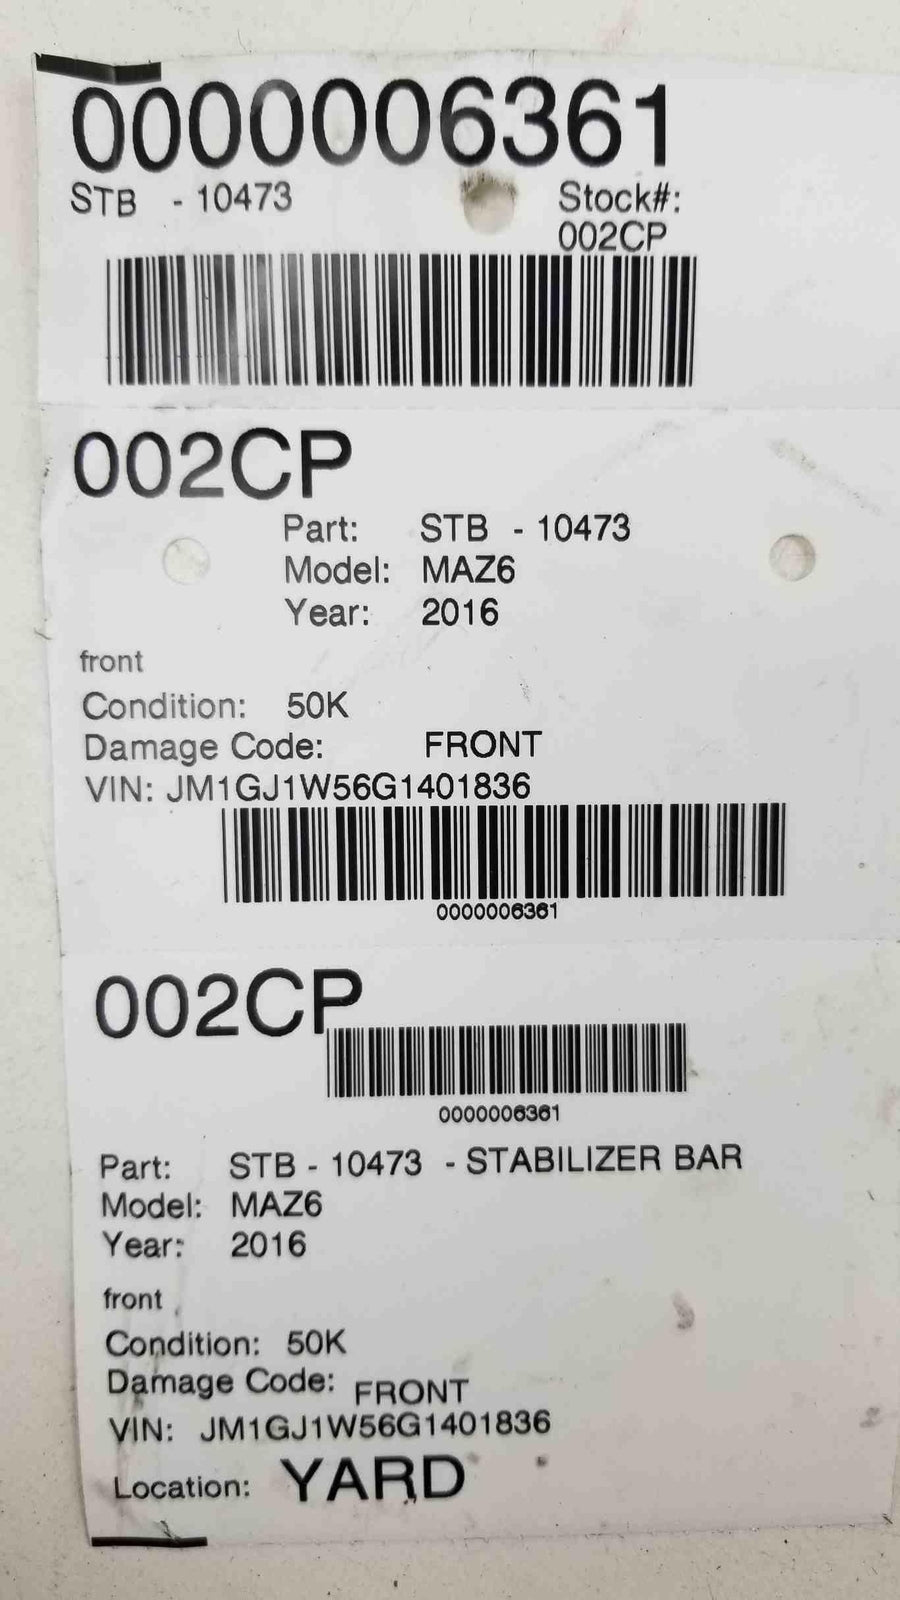 0000006361
STB - 10473 Stock#:
002CP
002CP
Part: STB - 10473
Model: MAZ6
Year: 2016
front
Condition: 50K
Damage Code: FRONT
VIN: JM1GJ1W56G1401836
0000006361
002CP
0000006361
Part: STB - 10473 - STABILIZER BAR
Model: MAZ6
Year: 2016
front
Condition: 50K
Damage Code: FRONT
VIN: JM1GJ1W56G1401836
Location: YARD